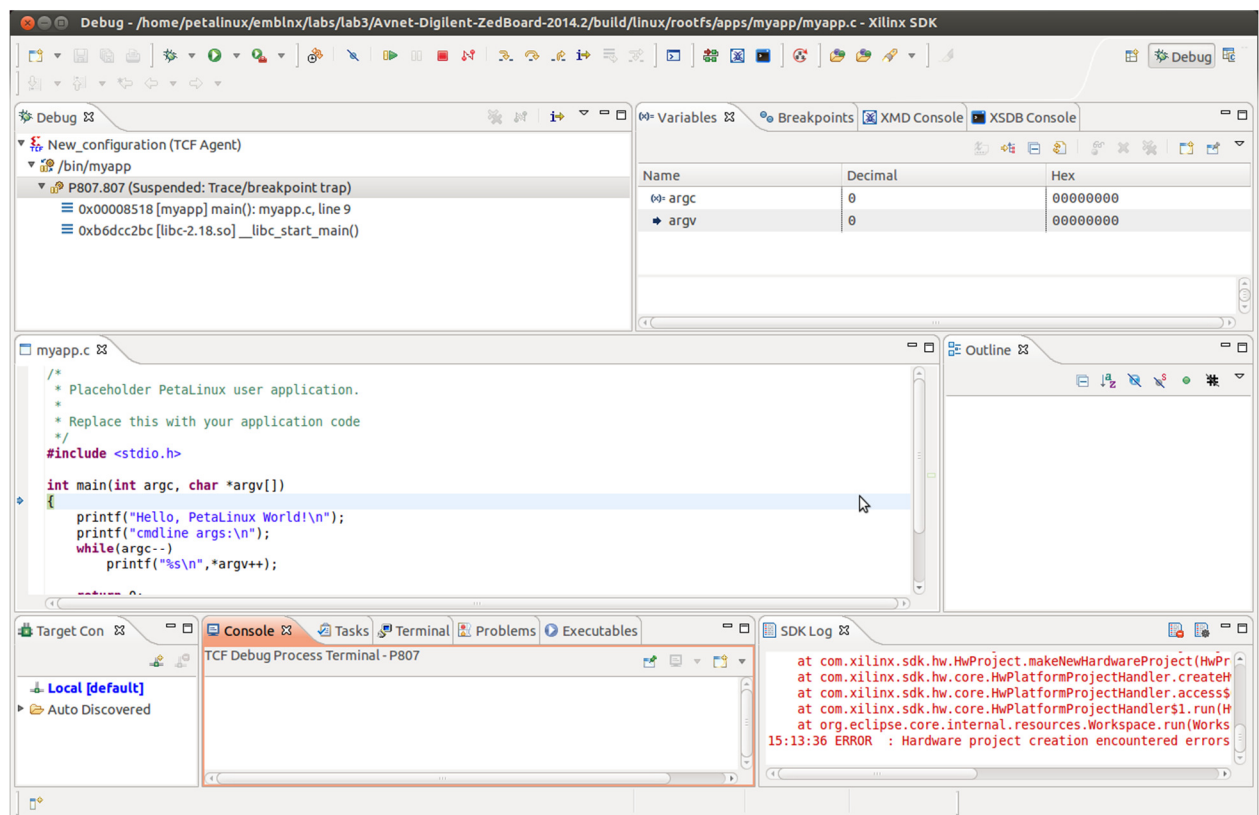 Debug - /home/petalinux/emblnx/labs/lab3/Avnet-Digilent-ZedBoard-2014.2/build/linux/rootfs/apps/myapp/myapp.c - Xilinx SDK
Debug
Debug
New_configuration (TCF Agent)
/bin/myapp
P807.807 (Suspended: Trace/breakpoint trap)
0x00008518 [myapp] main(): myapp.c, line 9
0xb6dcc2bc [libc-2.18.so] __libc_start_main()
Variables Breakpoints XMD Console XSDB Console
Name Decimal Hex
argc 0 00000000
argv 0 00000000
myapp.c
/*
* Placeholder PetaLinux user application.
*
* Replace this with your application code
*/
#include <stdio.h>
int main(int argc, char *argv[])
{
printf("Hello, PetaLinux World!\n");
printf("cmdline args:\n");
while(argc--)
printf("%s\n",*argv++);
Outline
Target Con
Local [default]
Auto Discovered
Console Tasks Terminal Problems Executables
TCF Debug Process Terminal - P807
SDK Log
at com.xilinx.sdk.hw.HwProject.makeNewHardwareProject(HwPr
at com.xilinx.sdk.hw.core.HwPlatformProjectHandler.createH
at com.xilinx.sdk.hw.core.HwPlatformProjectHandler.access$
at com.xilinx.sdk.hw.core.HwPlatformProjectHandler$1.run(H
at org.eclipse.core.internal.resources.Workspace.run(Works
15:13:36 ERROR : Hardware project creation encountered errors